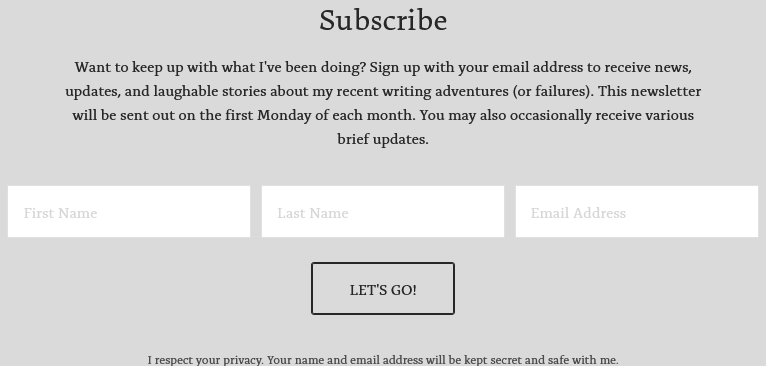 Subscribe
Want to keep up with what I've been doing? Sign up with your email address to receive news,
updates, and laughable stories about my recent writing adventures (or failures). This newsletter
will be sent out on the first Monday of each month. You may also occasionally receive various
brief updates.
First Name Last Name Email Address
LET'S GO!
I respect your privacy. Your name and email address will be kept secret and safe with me.